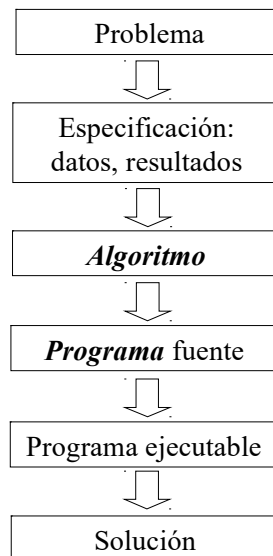 Problema
Especificación:
datos, resultados
Algoritmo
Programa fuente
Programa ejecutable
Solución